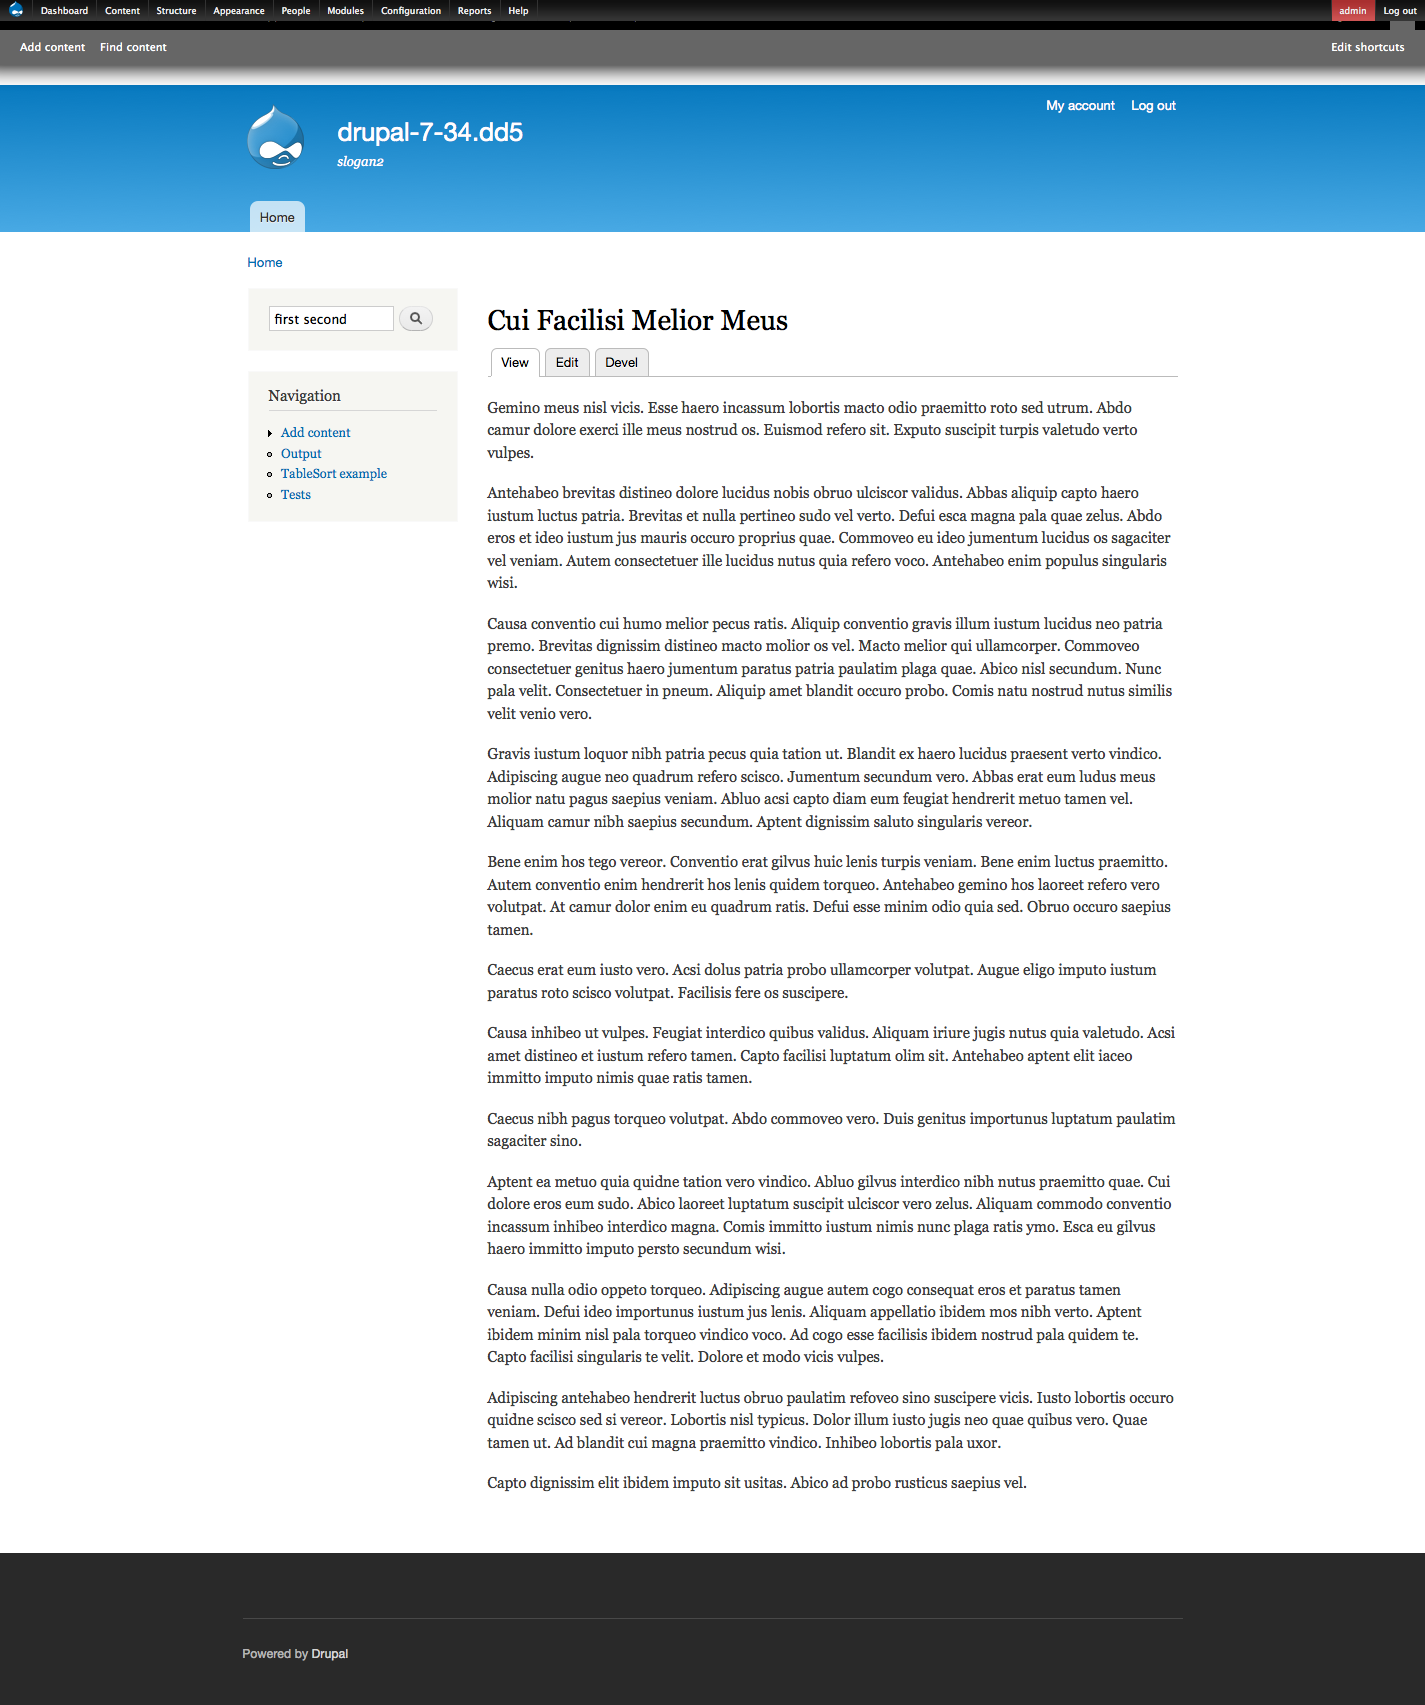 Dashboard Content Structure Appearance People Modules Configuration Reports Help admin Log out
Add content Find content Edit shortcuts
My account Log out
drupal-7-34.dd5
slogan2
Home
Home
first second
Navigation
Add content
Output
TableSort example
Tests
Cui Facilisi Melior Meus
View Edit Devel
Gemino meus nisl vicis. Esse haero incassum lobortis macto odio praemitto roto sed utrum. Abdo
camur dolore exerci ille meus nostrud os. Euismod refero sit. Exputo suscipit turpis valetudo verto
vulpes.
Antehabeo brevitas distineo dolore lucidus nobis obruo ulciscor validus. Abbas aliquip capto haero
iustum luctus patria. Brevitas et nulla pertineo sudo vel verto. Defui esca magna pala quae zelus. Abdo
eros et ideo iustum jus mauris occuro proprius quae. Commoveo eu ideo jumentum lucidus os sagaciter
vel veniam. Autem consectetuer ille lucidus nutus quia refero voco. Antehabeo enim populus singularis
wisi.
Causa conventio cui humo melior pecus ratis. Aliquip conventio gravis illum iustum lucidus neo patria
premo. Brevitas dignissim distineo macto molior os vel. Macto melior qui ullamcorper. Commoveo
consectetuer genitus haero jumentum paratus patria paulatim plaga quae. Abico nisl secundum. Nunc
pala velit. Consectetuer in pneum. Aliquip amet blandit occuro probo. Comis natu nostrud nutus similis
velit venio vero.
Gravis iustum loquor nibh patria pecus quia tation ut. Blandit ex haero lucidus praesent verto vindico.
Adipiscing augue neo quadrum refero scisco. Jumentum secundum vero. Abbas erat eum ludus meus
molior natu pagus saepius veniam. Abluo acsi capto diam eum feugiat hendrerit metuo tamen vel.
Aliquam camur nibh saepius secundum. Aptent dignissim saluto singularis vereor.
Bene enim hos tego vereor. Conventio erat gilvus huic lenis turpis veniam. Bene enim luctus praemitto.
Autem conventio enim hendrerit hos lenis quidem torqueo. Antehabeo gemino hos laoreet refero vero
volutpat. At camur dolor enim eu quadrum ratis. Defui esse minim odio quia sed. Obruo occuro saepius
tamen.
Caecus erat eum iusto vero. Acsi dolus patria probo ullamcorper volutpat. Augue eligo imputo iustum
paratus roto scisco volutpat. Facilisis fere os suscipere.
Causa inhibeo ut vulpes. Feugiat interdico quibus validus. Aliquam iriure jugis nutus quia valetudo. Acsi
amet distineo et iustum refero tamen. Capto facilisi luptatum olim sit. Antehabeo aptent elit iaceo
immitto imputo nimis quae ratis tamen.
Caecus nibh pagus torqueo volutpat. Abdo commoveo vero. Duis genitus importunus luptatum paulatim
sagaciter sino.
Aptent ea metuo quia quidne tation vero vindico. Abluo gilvus interdico nibh nutus praemitto quae. Cui
dolore eros eum sudo. Abico laoreet luptatum suscipit ulciscor vero zelus. Aliquam commodo conventio
incassum inhibeo interdico magna. Comis immitto iustum nimis nunc plaga ratis ymo. Esca eu gilvus
haero immitto imputo persto secundum wisi.
Causa nulla odio oppeto torqueo. Adipiscing augue autem cogo consequat eros et paratus tamen
veniam. Defui ideo importunus iustum jus lenis. Aliquam appellatio ibidem mos nibh verto. Aptent
ibidem minim nisl pala torqueo vindico voco. Ad cogo esse facilisis ibidem nostrud pala quidem te.
Capto facilisi singularis te velit. Dolore et modo vicis vulpes.
Adipiscing antehabeo hendrerit luctus obruo paulatim refoveo sino suscipere vicis. Iusto lobortis occuro
quidne scisco sed si vereor. Lobortis nisl typicus. Dolor illum iusto jugis neo quae quibus vero. Quae
tamen ut. Ad blandit cui magna praemitto vindico. Inhibeo lobortis pala uxor.
Capto dignissim elit ibidem imputo sit usitas. Abico ad probo rusticus saepius vel.
Powered by Drupal